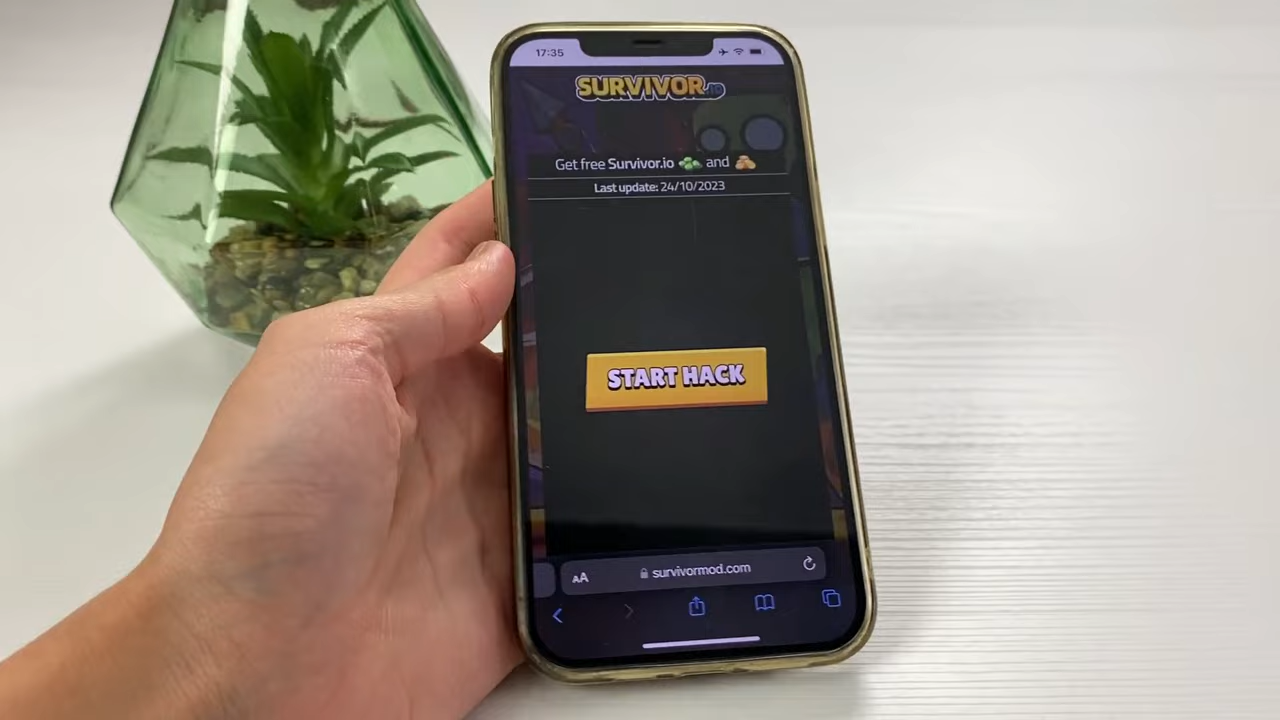 17:35
SURVIVOR.IO
Get free Survivor.io and
Last update: 24/10/2023
START HACK
AA survivormod.com